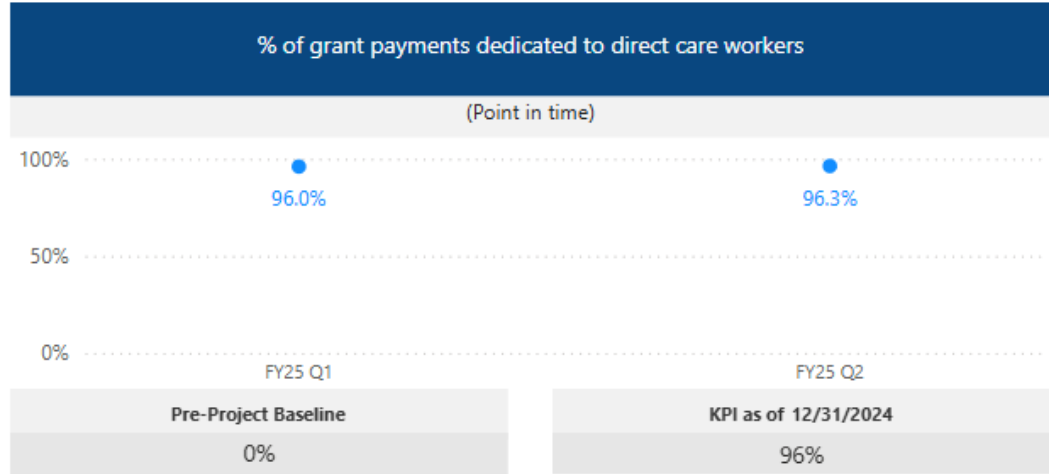 % of grant payments dedicated to direct care workers
(Point in time)
100%
96.0%
96.3%
50%
0%
FY25 Q1
FY25 Q2
Pre-Project Baseline
KPI as of 12/31/2024
0%
96%